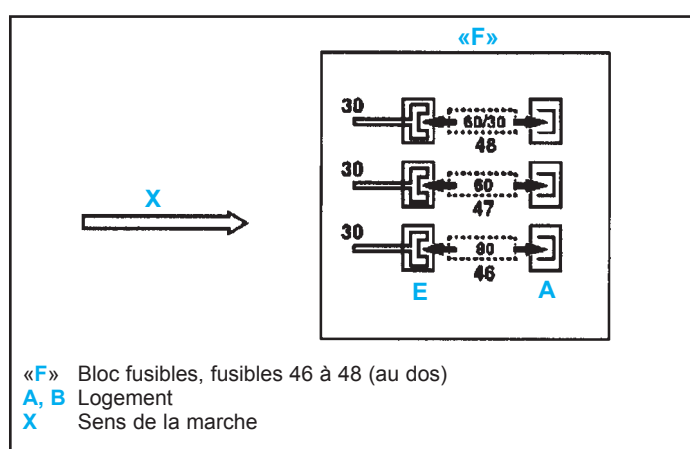 «F»
30
60/30
48
X
30
60
47
30
80
46
E A
«F» Bloc fusibles, fusibles 46 à 48 (au dos)
A, B Logement
X Sens de la marche